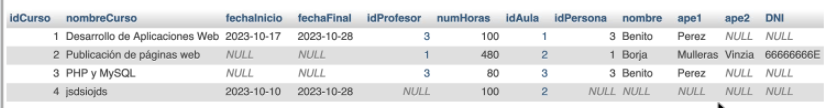 idCurso nombreCurso fechaInicio fechaFinal idProfesor numHoras idAula idPersona nombre ape1 ape2 DNI
1 Desarrollo de Aplicaciones Web 2023-10-17 2023-10-28 3 100 1 3 Benito Perez NULL NULL
2 Publicación de páginas web NULL NULL 1 480 2 1 Borja Mulleras Vinzia 66666666E
3 PHP y MySQL NULL NULL 3 80 3 3 Benito Perez NULL NULL
4 jsdsiojds 2023-10-10 2023-10-28 NULL 100 2 NULL NULL NULL NULL NULL